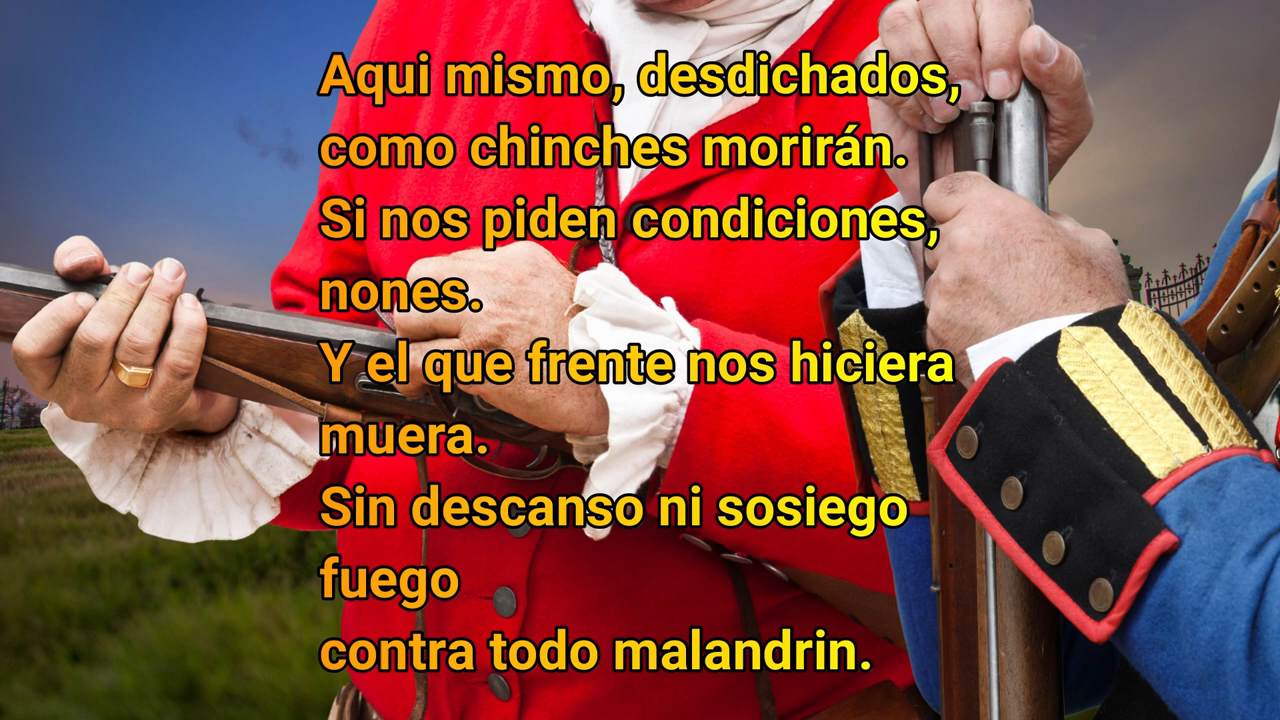 Aqui mismo, desdichados,
como chinches morirán.
Si nos piden condiciones,
nones.
Y el que frente nos hiciera
muera.
Sin descanso ni sosiego
fuego
contra todo malandrin.